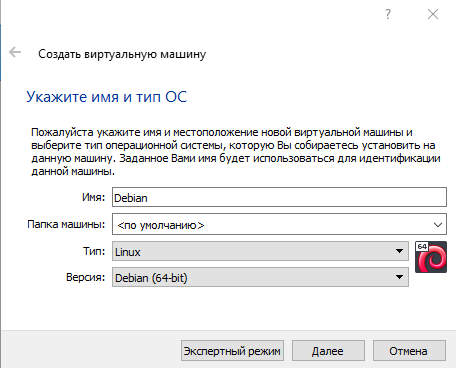 ?
Создать виртуальную машину
Укажите имя и тип ОС
Пожалуйста укажите имя и местоположение новой виртуальной машины и
выберите тип операционной системы, которую Вы собираетесь установить на
данную машину. Заданное Вами имя будет использоваться для идентификации
данной машины.
Имя: Debian
Папка машины: <по умолчанию>
Тип: Linux
64
Версия: Debian (64-bit)
Экспертный режим Далее Отмена